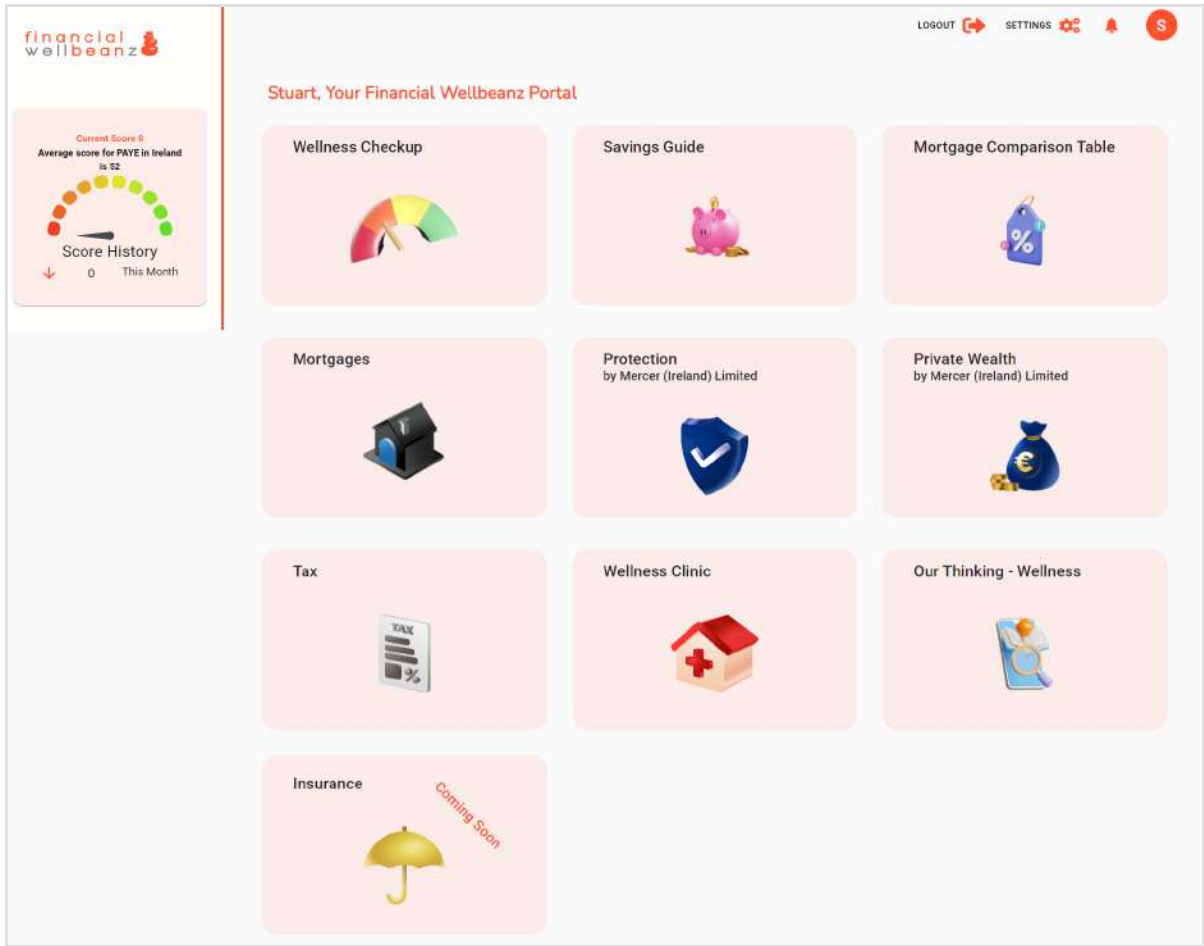 financial
wellbeanz
LOGOUT
SETTINGS
S
Stuart, Your Financial Wellbeanz Portal
Current Score 0
Average score for PAYE in Ireland
is 52
Score History
0 This Month
Wellness Checkup
Savings Guide
Mortgage Comparison Table
%
Mortgages
Protection
by Mercer (Ireland) Limited
Private Wealth
by Mercer (Ireland) Limited
€
Tax
TAX
%
Wellness Clinic
Our Thinking - Wellness
Insurance
Coming Soon